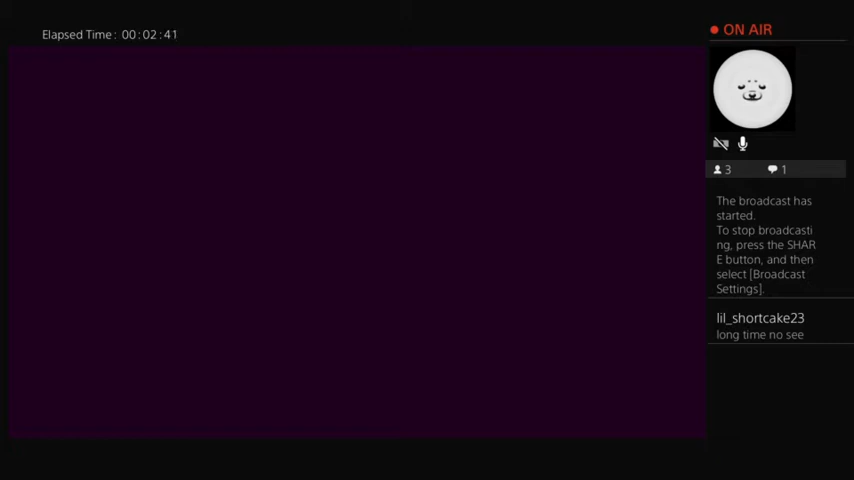 Elapsed Time: 00:02:41
ON AIR
3 1
The broadcast has
started.
To stop broadcasti
ng, press the SHAR
E button, and then
select [Broadcast
Settings].
lil_shortcake23
long time no see